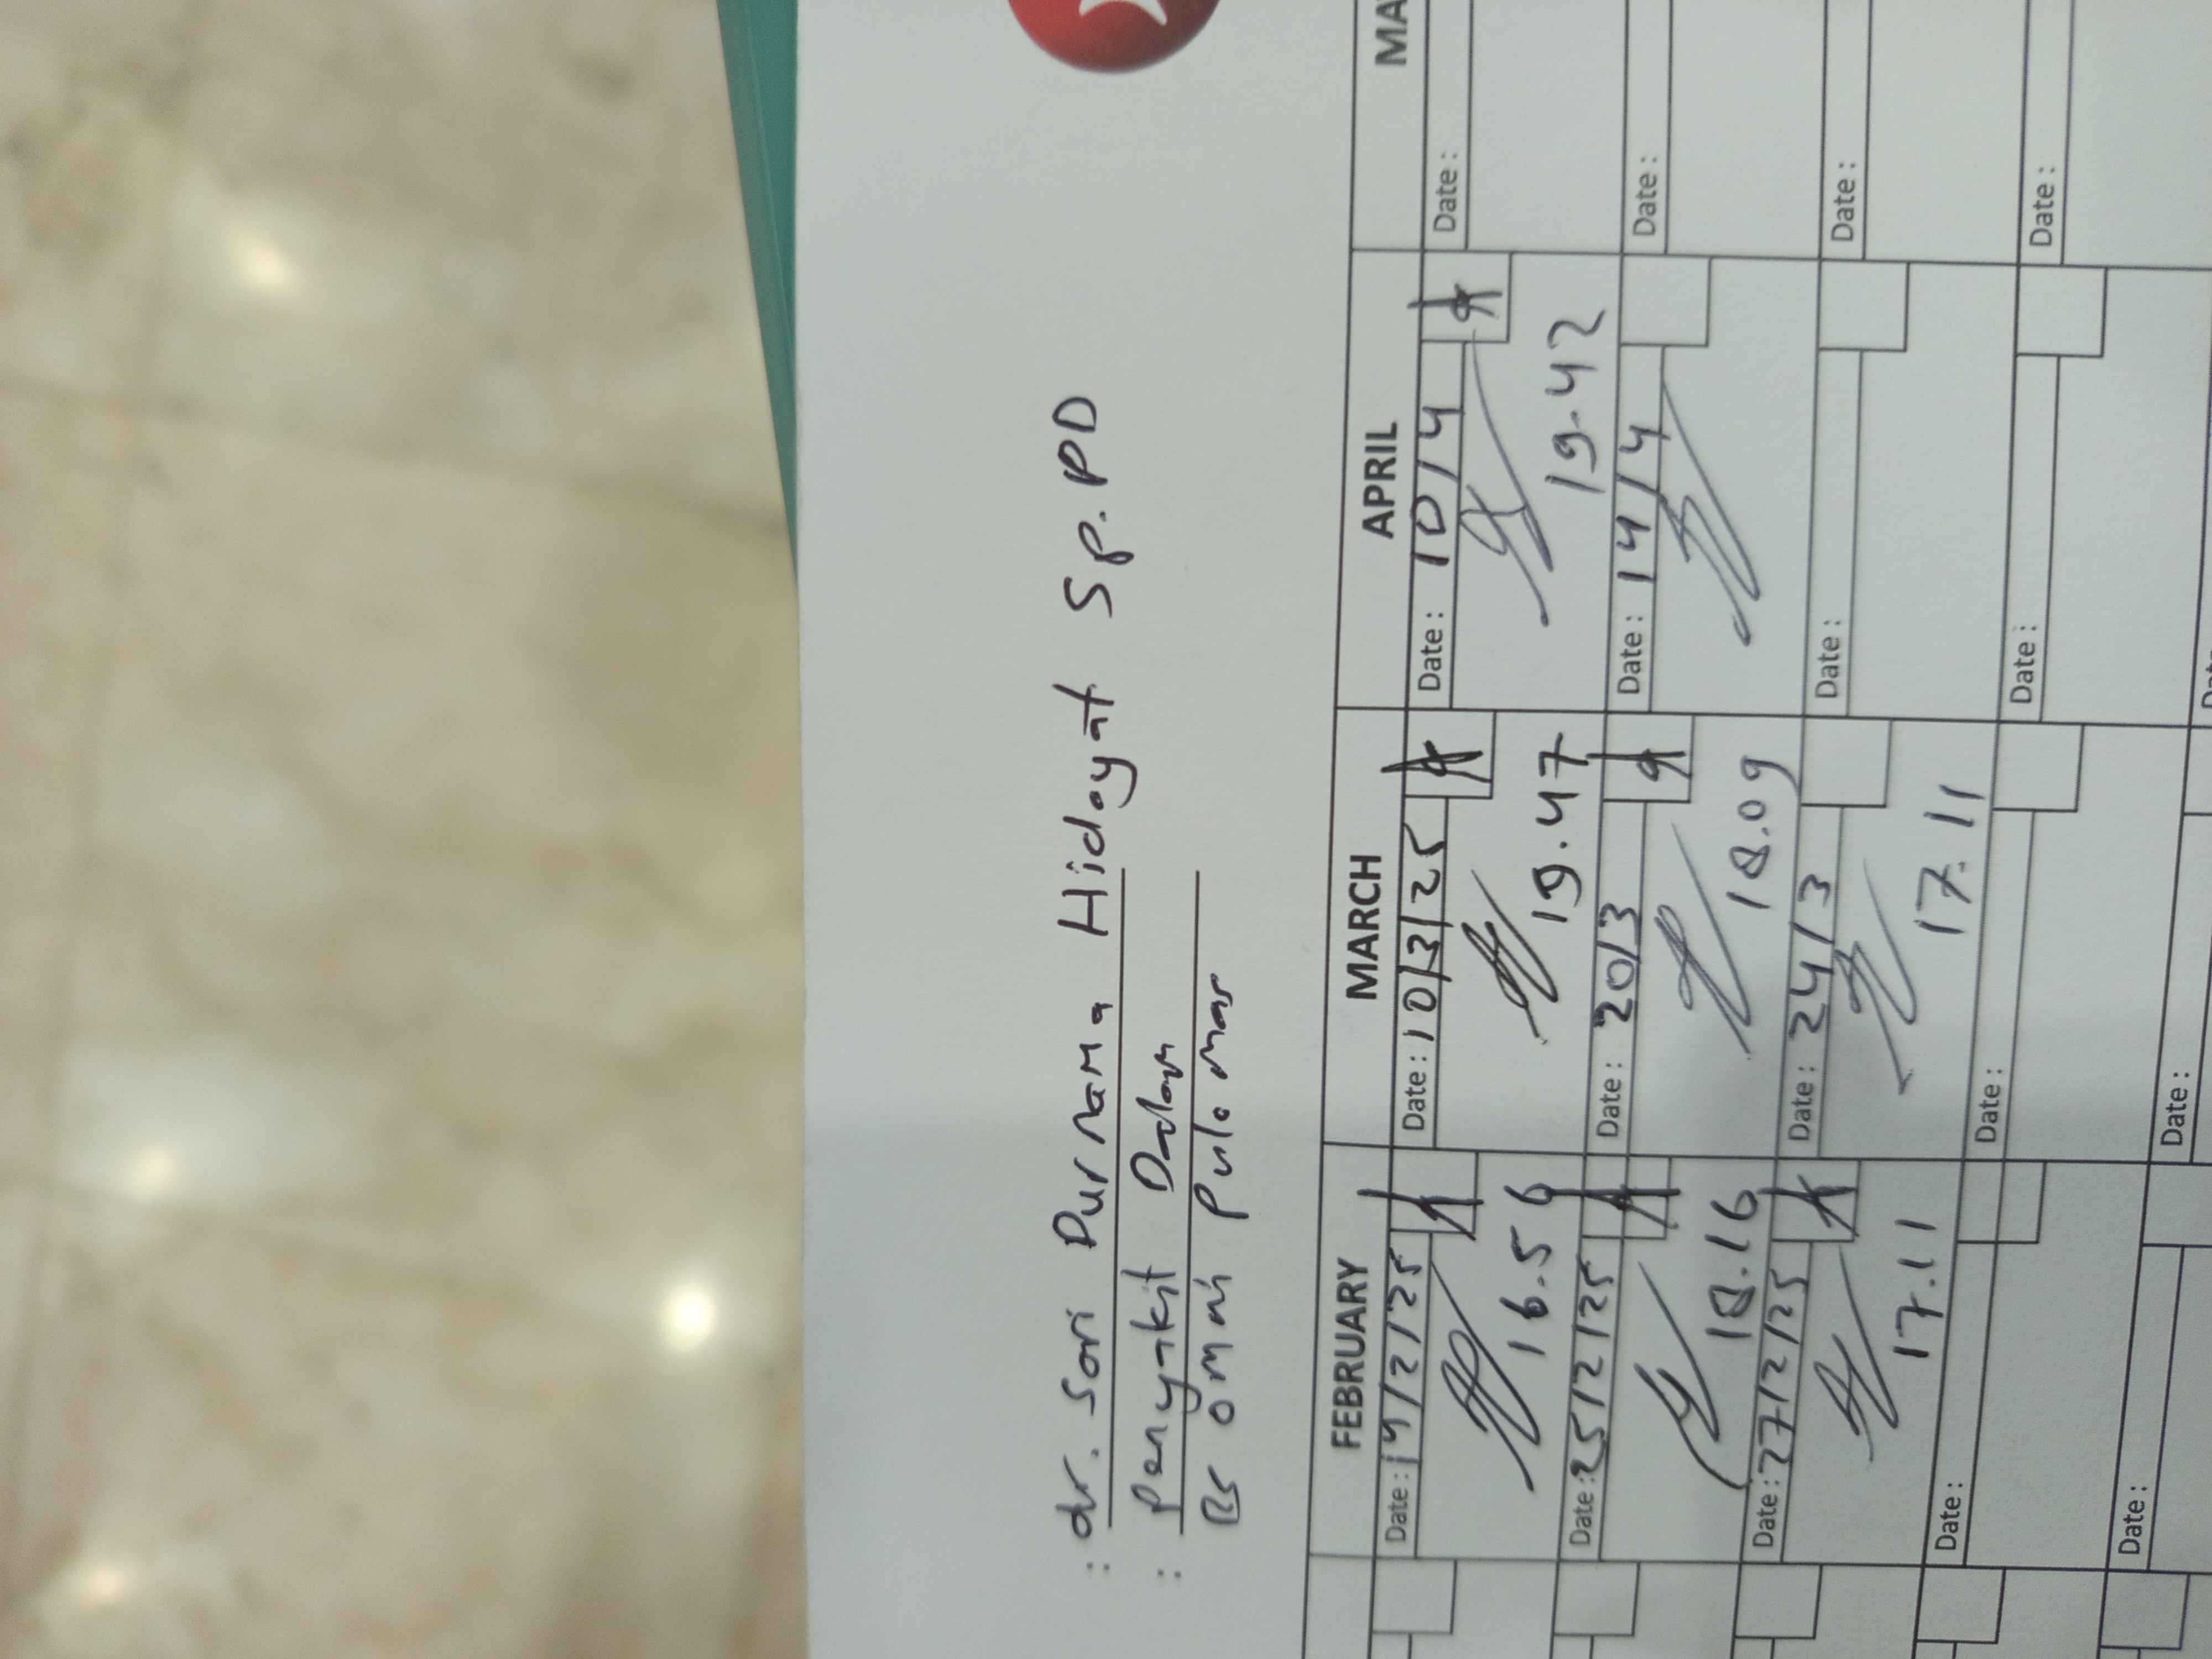 : dr. Sari Purnama Hidayat Sp.PD
: Penyakit Dalam
RS Omni Pulo Mas
FEBRUARY MARCH APRIL
Date: 19/2/25 Date: 10/3/25 Date: 10/4 Date:
16.56 19.47 19.42
Date: 25/2/25 Date: 20/3 Date: 14/4 Date:
18.16 18.09
Date: 27/2/25 Date: 24/3 Date: Date:
17.11 17.11
Date: Date: Date: Date:
Date: Date: